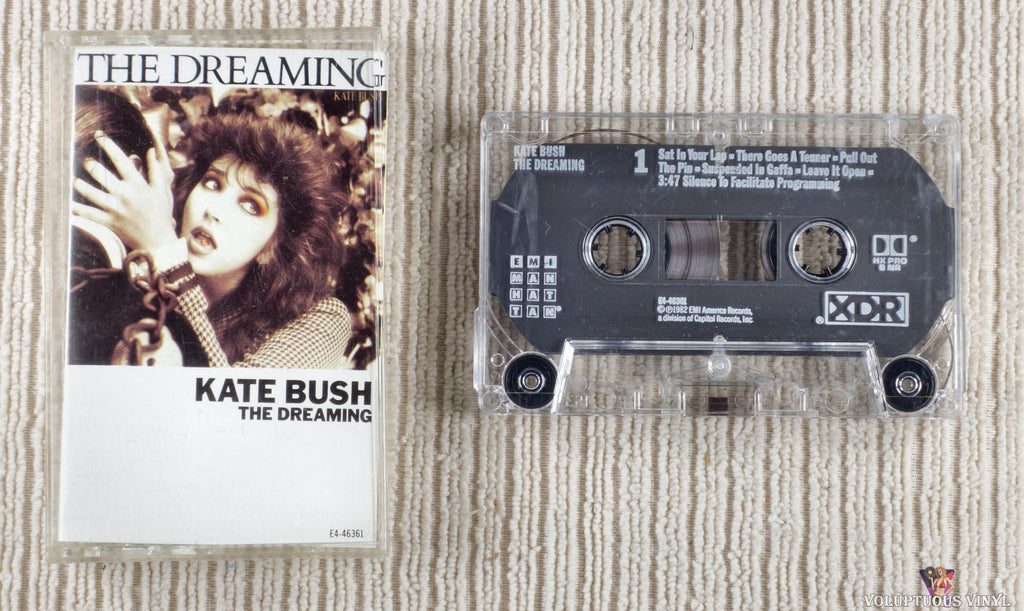 THE DREAMING
KATE BUSH
KATE BUSH
THE DREAMING
E4-46361
KATE BUSH
THE DREAMING
1
Sat In Your Lap - There Goes A Tenner - Pull Out
The Pin - Suspended In Gaffa - Leave It Open -
3:47 Silence To Facilitate Programming
EMI
MAN
HAT
TAN®
HX PRO
B NR
E4-46361
©℗1982 EMI America Records,
a division of Capitol Records, Inc.
®XDR
VOLUPTUOUS VINYL